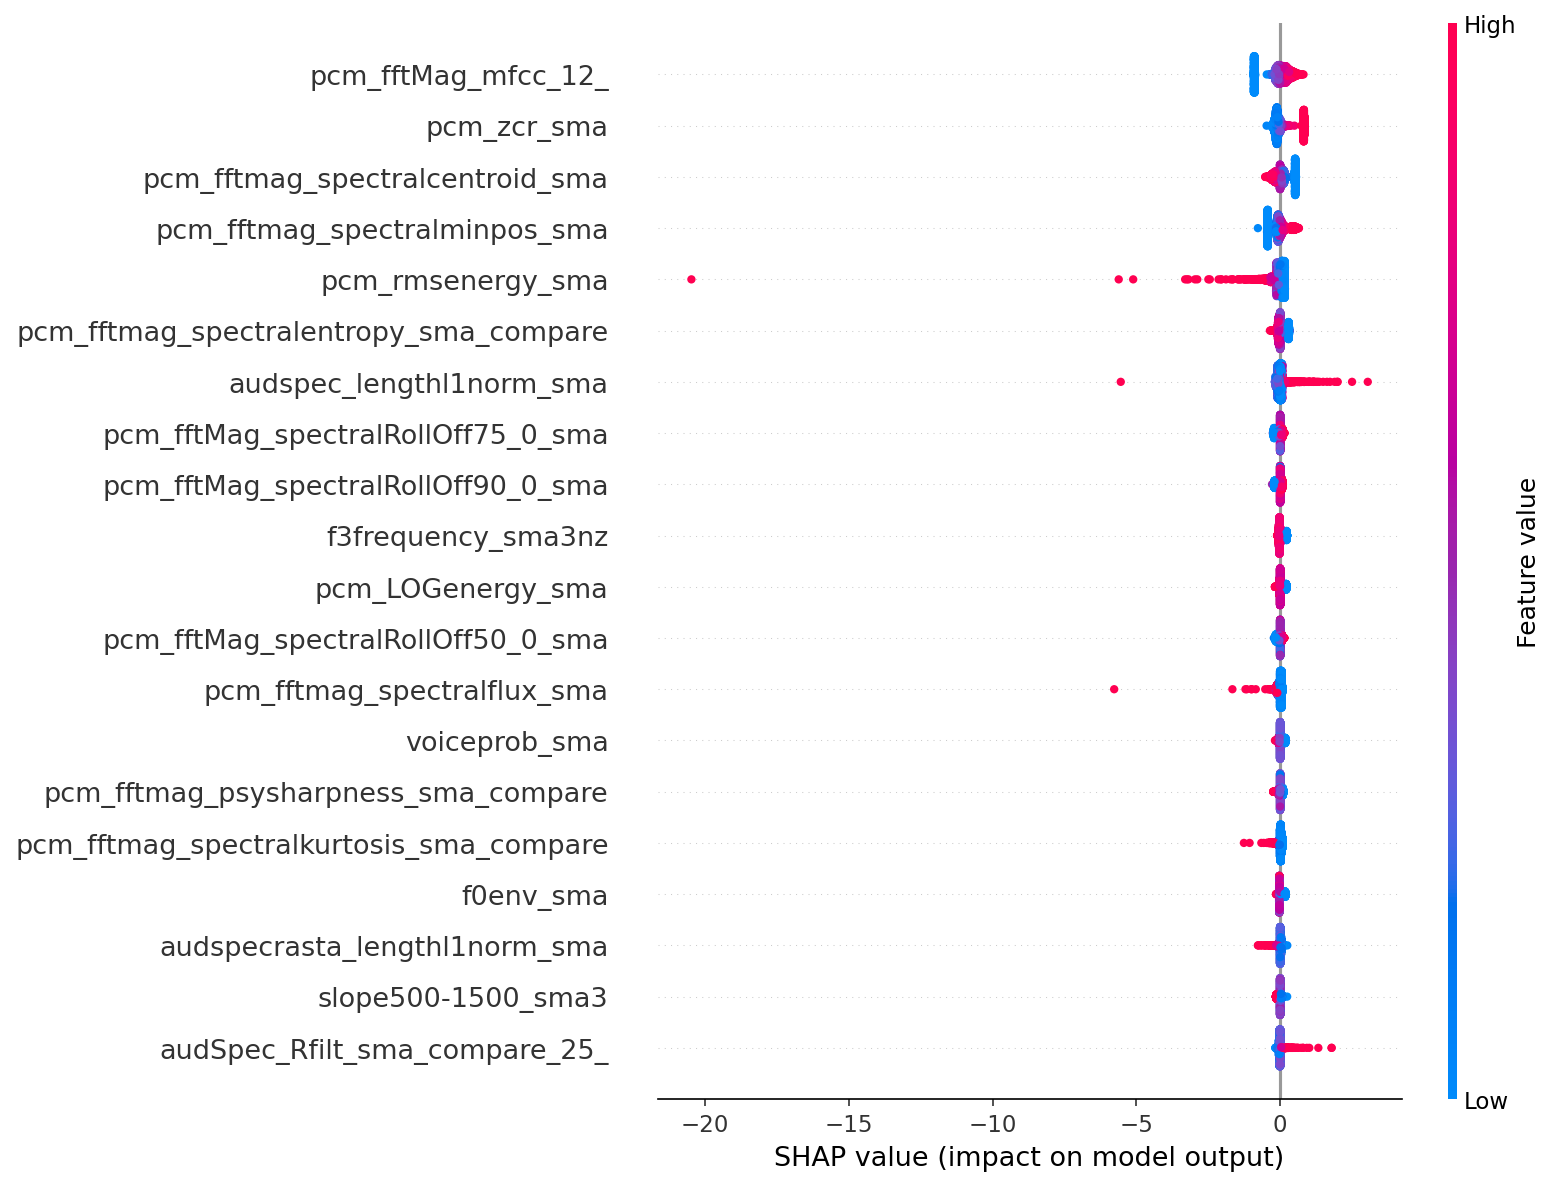 High
pcm_fftMag_mfcc_12_
pcm_zcr_sma
pcm_fftmag_spectralcentroid_sma
pcm_fftmag_spectralminpos_sma
pcm_rmsenergy_sma
pcm_fftmag_spectralentropy_sma_compare
audspec_lengthl1norm_sma
pcm_fftMag_spectralRollOff75_0_sma
pcm_fftMag_spectralRollOff90_0_sma
f3frequency_sma3nz
pcm_LOGenergy_sma
pcm_fftMag_spectralRollOff50_0_sma
pcm_fftmag_spectralflux_sma
voiceprob_sma
pcm_fftmag_psysharpness_sma_compare
pcm_fftmag_spectralkurtosis_sma_compare
f0env_sma
audspecrasta_lengthl1norm_sma
slope500-1500_sma3
audSpec_Rfilt_sma_compare_25_
Feature value
Low
−20 −15 −10 −5 0
SHAP value (impact on model output)